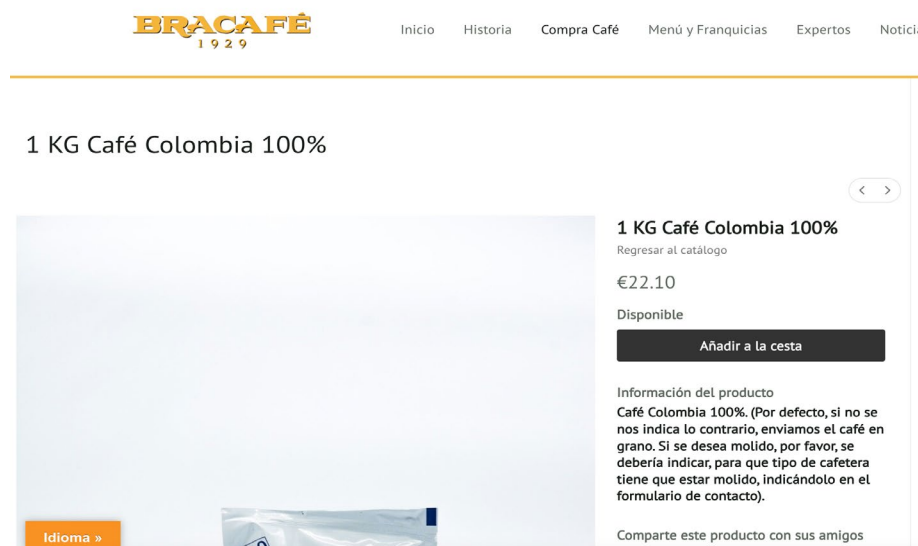 BRACAFÉ
1929
Inicio
Historia
Compra Café
Menú y Franquicias
Expertos
1 KG Café Colombia 100%
1 KG Café Colombia 100%
Regresar al catálogo
€22.10
Disponible
Añadir a la cesta
Información del producto
Café Colombia 100%. (Por defecto, si no se
nos indica lo contrario, enviamos el café en
grano. Si se desea molido, por favor, se
debería indicar, para que tipo de cafetera
tiene que estar molido, indicándolo en el
formulario de contacto).
Comparte este producto con sus amigos
Idioma »